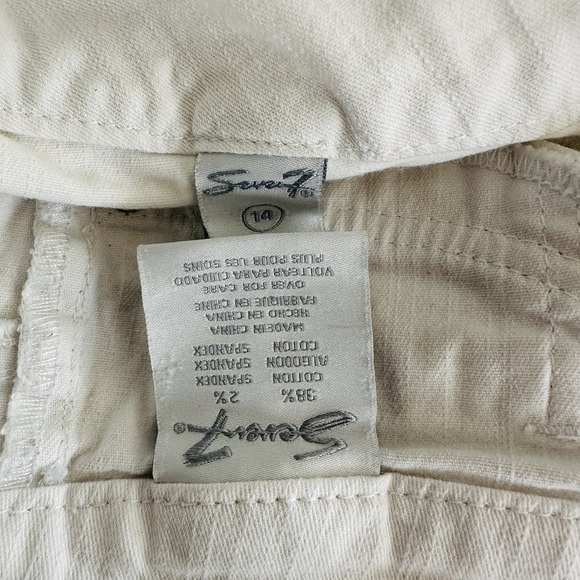 Seven7®
14
Seven7®
38% 2%
COTTON SPANDEX
ALGODON SPANDEX
COTON SPANDEX
MADE IN CHINA
HECHO EN CHINA
FABRIQUE EN CHINE
OVER FOR CARE
VOLTEAR PARA CUIDADO
PLUS POUR LES SOINS